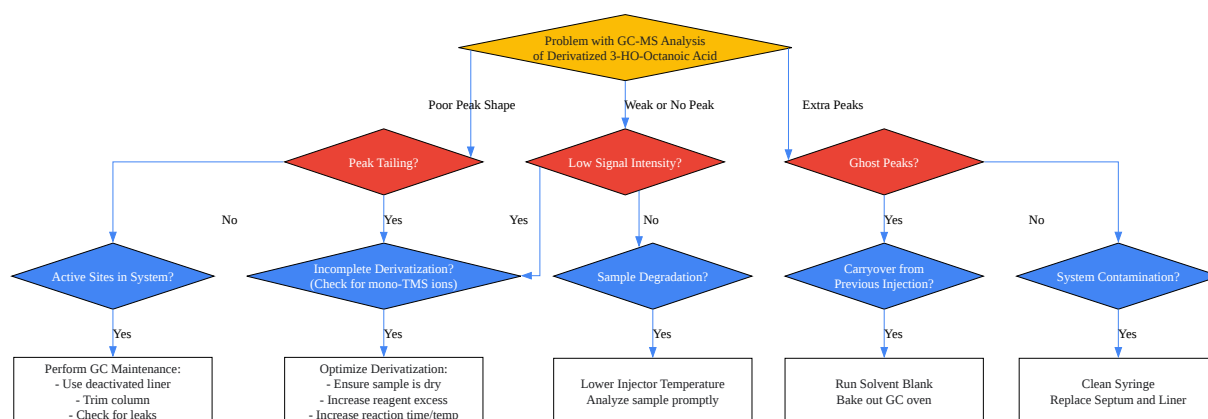 Problem with GC-MS Analysis
of Derivatized 3-HO-Octanoic Acid
Poor Peak Shape
Weak or No Peak
Extra Peaks
Peak Tailing?
Low Signal Intensity?
Ghost Peaks?
No
Yes
Yes
No
Yes
No
Active Sites in System?
Incomplete Derivatization?
(Check for mono-TMS ions)
Sample Degradation?
Carryover from
Previous Injection?
System Contamination?
Yes
Yes
Yes
Yes
Yes
Perform GC Maintenance:
- Use deactivated liner
- Trim column
- Check for leaks
Optimize Derivatization:
- Ensure sample is dry
- Increase reagent excess
- Increase reaction time/temp
Lower Injector Temperature
Analyze sample promptly
Run Solvent Blank
Bake out GC oven
Clean Syringe
Replace Septum and Liner